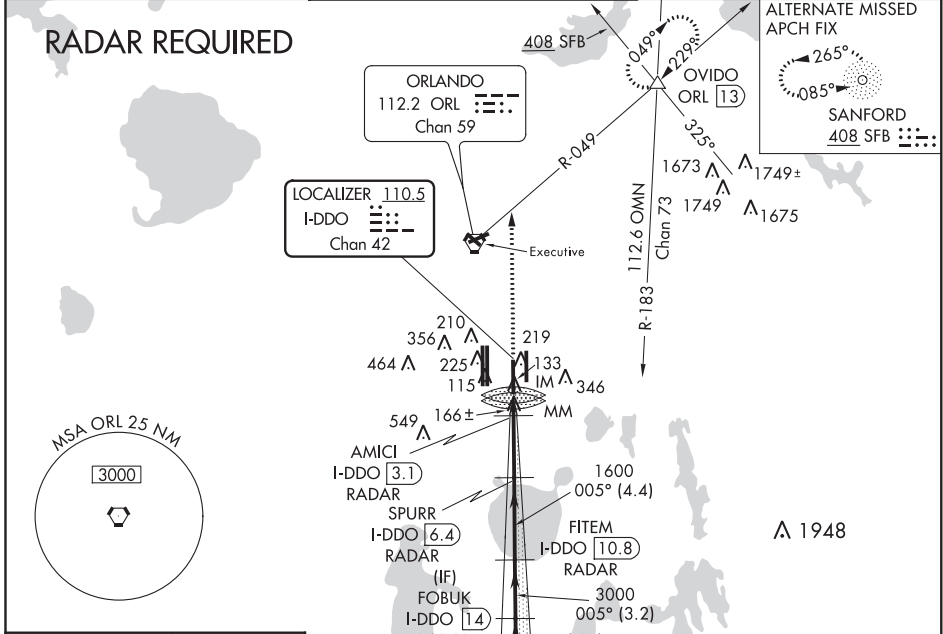 RADAR REQUIRED
408 SFB
049°
229°
OVIDO
ORL 13
ALTERNATE MISSED
APCH FIX
265°
085°
SANFORD
408 SFB
ORLANDO
112.2 ORL
Chan 59
R-049
325°
1673
1749±
1749
1675
LOCALIZER 110.5
I-DDO
Chan 42
Executive
112.6 OMN
Chan 73
R-183
210
356
464
225
115
219
133
IM
346
MM
166±
549
AMICI
I-DDO 3.1
RADAR
SPURR
I-DDO 6.4
RADAR
(IF)
FOBUK
I-DDO 14
1600
005° (4.4)
FITEM
I-DDO 10.8
RADAR
3000
005° (3.2)
1948
MSA ORL 25 NM
3000